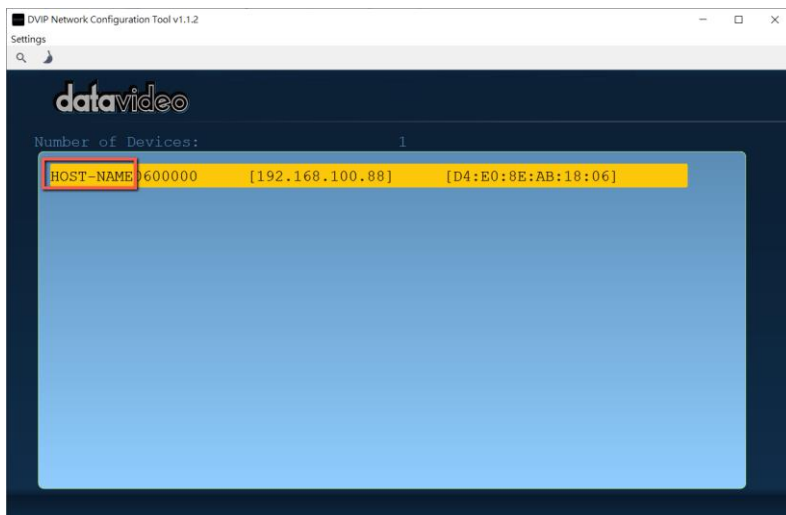 DVIP Network Configuration Tool v1.1.2
Settings
datavideo
Number of Devices: 1
HOST-NAME0600000 [192.168.100.88] [D4:E0:8E:AB:18:06]